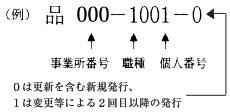 (例) 品 000-1001-0
事業所番号 職種 個人番号
0は更新を含む新規発行、
1は変更等による2回目以降の発行